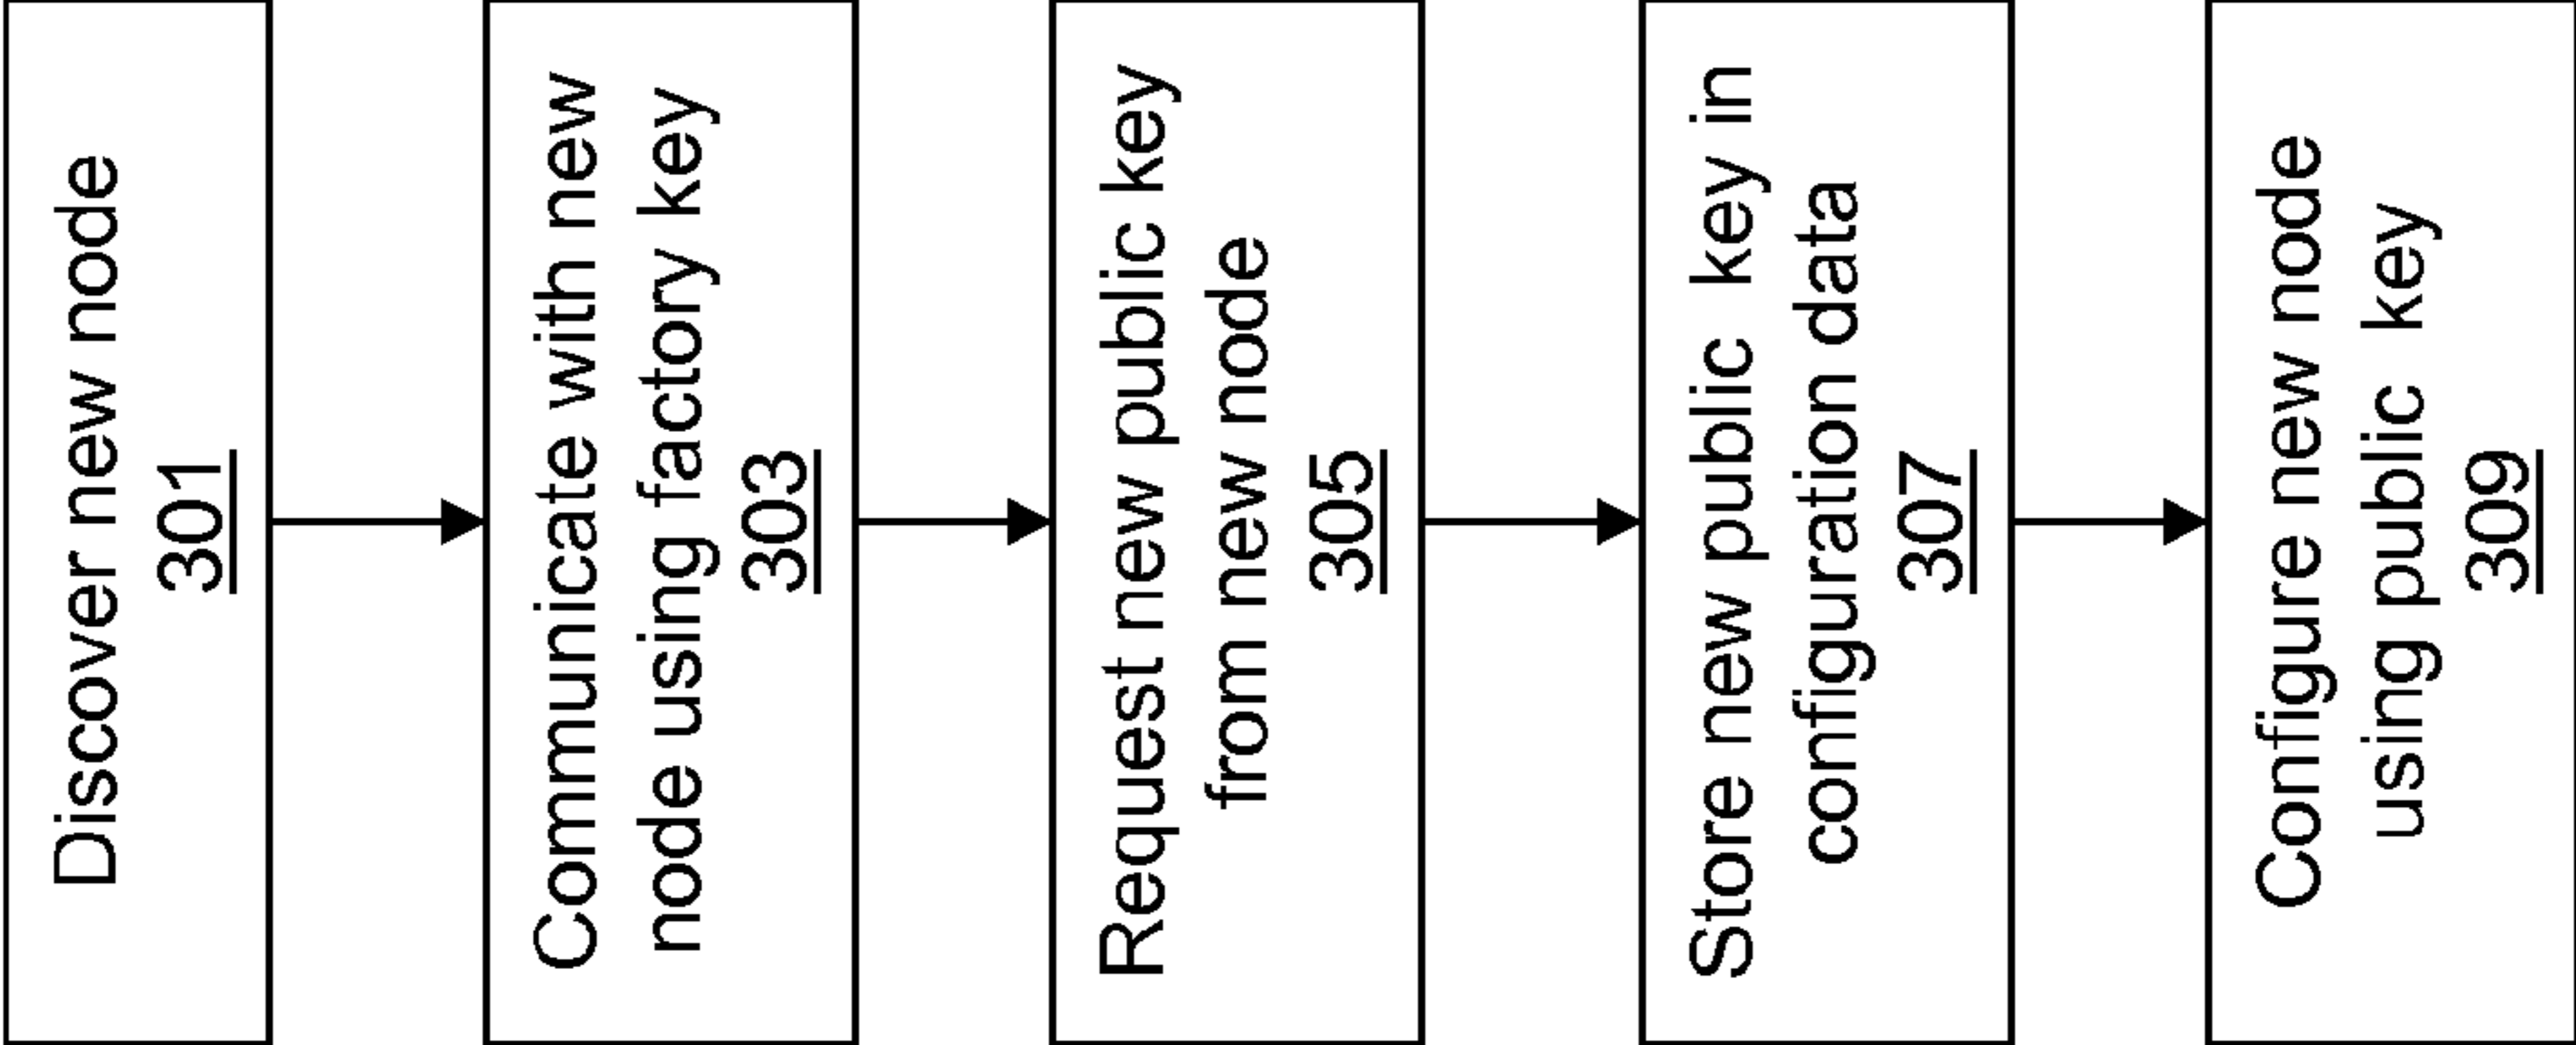 Discover new node
301
Communicate with new
node using factory key
303
Request new public key
from new node
305
Store new public key in
configuration data
307
Configure new node
using public key
309